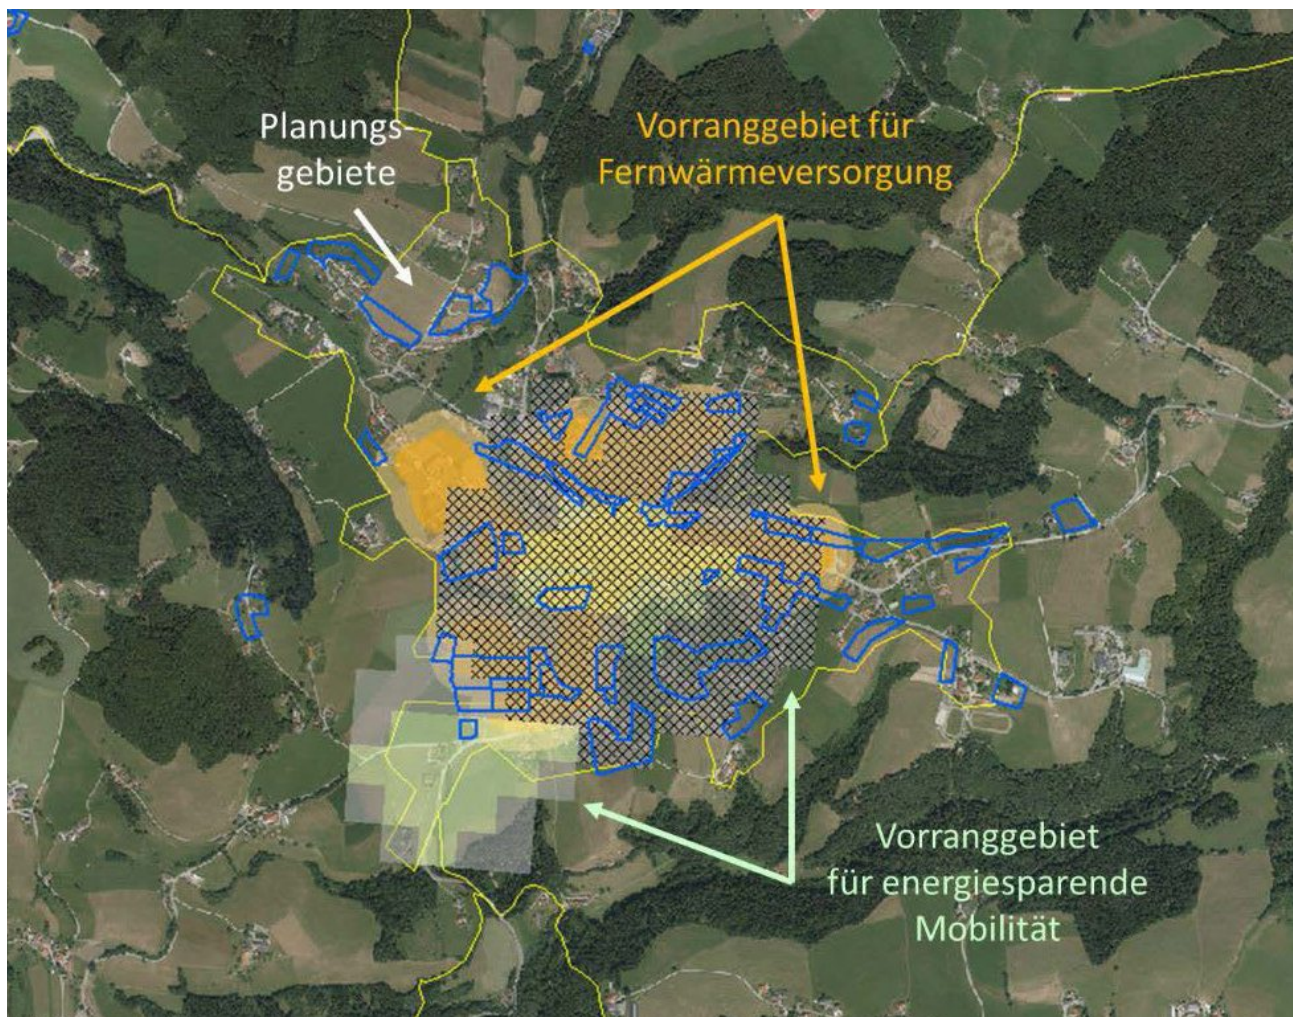 Planungs-
gebiete
Vorranggebiet für
Fernwärmeversorgung
Vorranggebiet
für energiesparende
Mobilität